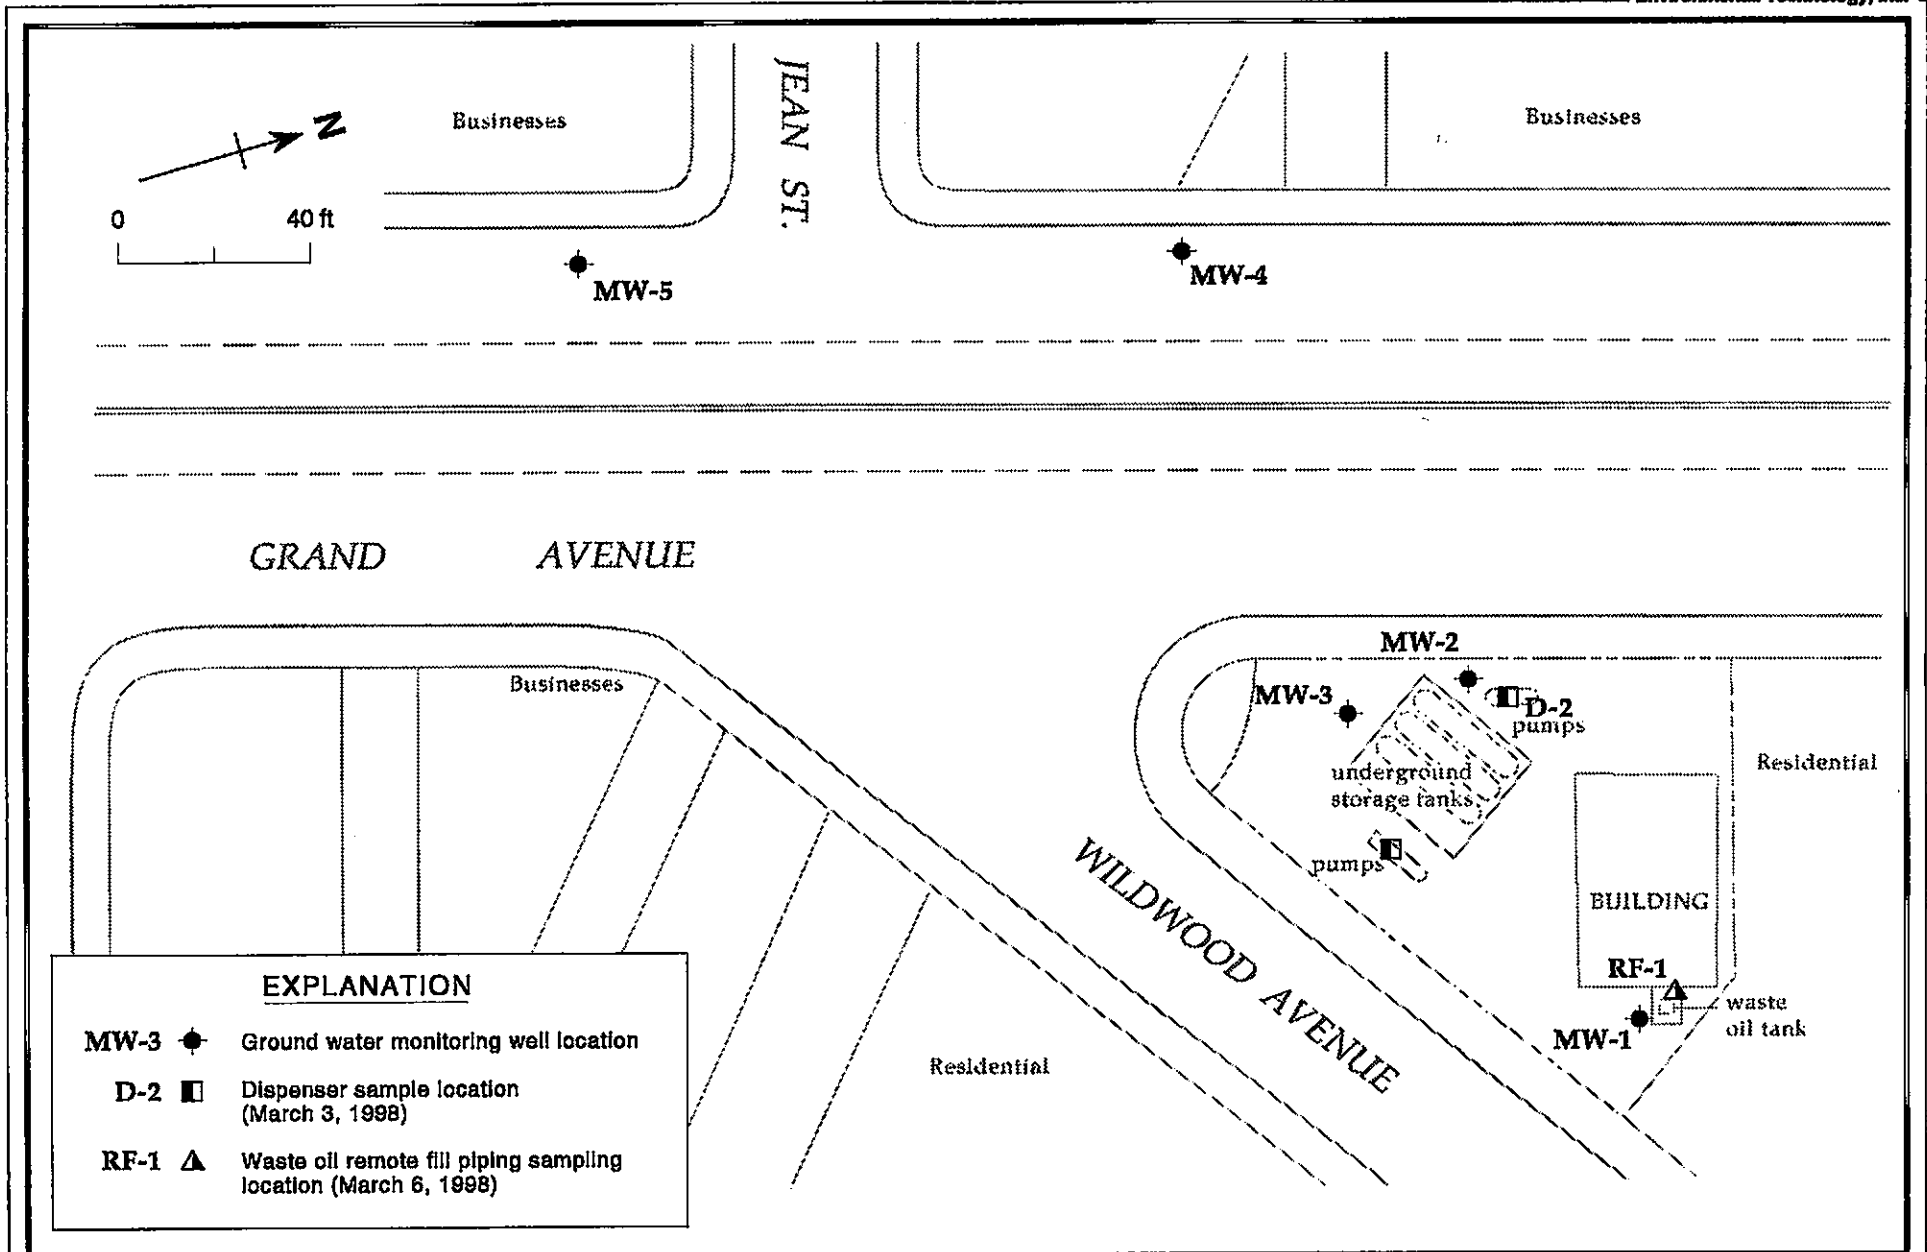 Businesses
JEAN ST.
Businesses
N
0 40 ft
MW-5
MW-4
GRAND AVENUE
MW-2
MW-3
D-2
pumps
Businesses
Residential
underground
storage tanks
pumps
WILDWOOD AVENUE
BUILDING
RF-1
waste
oil tank
MW-1
Residential
EXPLANATION
MW-3 Ground water monitoring well location
D-2 Dispenser sample location
(March 3, 1998)
RF-1 Waste oil remote fill piping sampling
location (March 6, 1998)